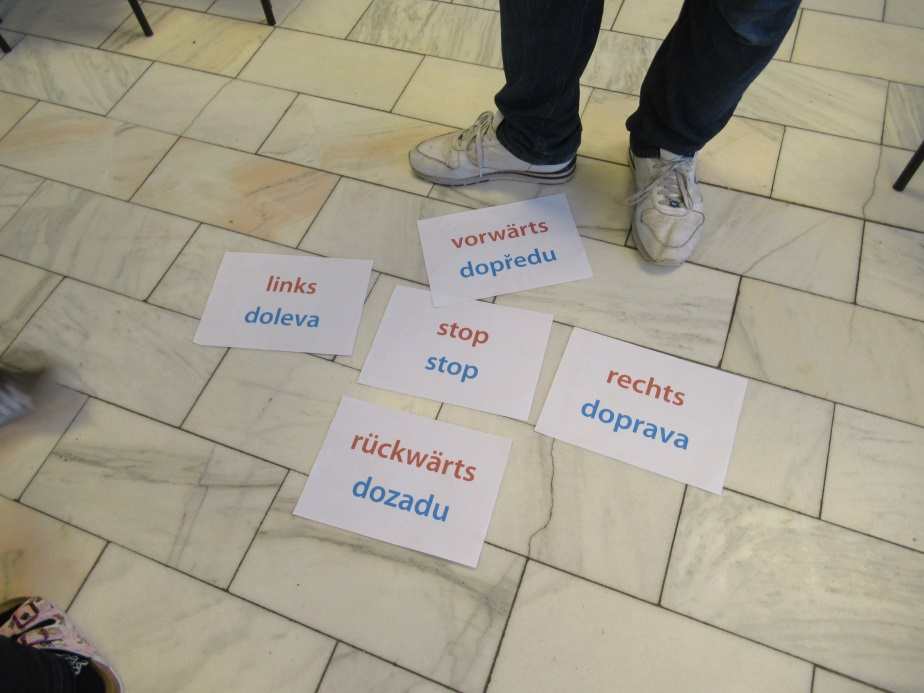 vorwärts
dopředu
links
doleva
stop
stop
rechts
doprava
rückwärts
dozadu